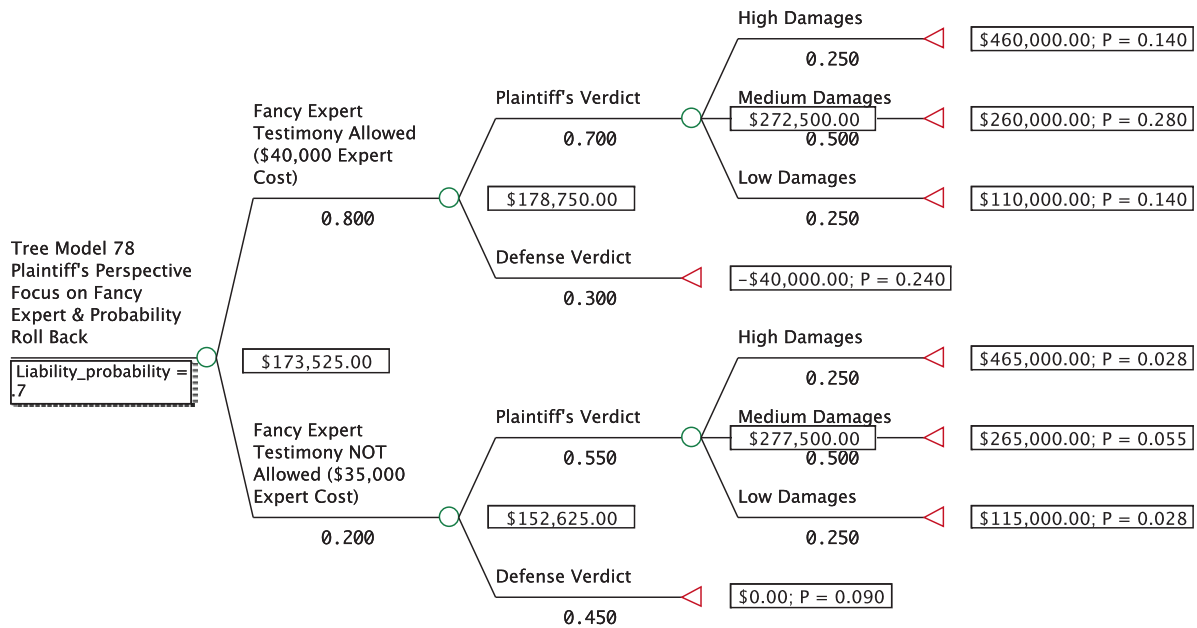 High Damages
$460,000.00; P = 0.140
0.250
Fancy Expert
Testimony Allowed
($40,000 Expert
Cost)
0.800
Plaintiff's Verdict
0.700
Medium Damages
$272,500.00
0.500
$260,000.00; P = 0.280
Low Damages
0.250
$110,000.00; P = 0.140
$178,750.00
Defense Verdict
0.300
-$40,000.00; P = 0.240
Tree Model 78
Plaintiff's Perspective
Focus on Fancy
Expert & Probability
Roll Back
Liability_probability =
.7
$173,525.00
High Damages
0.250
$465,000.00; P = 0.028
Fancy Expert
Testimony NOT
Allowed ($35,000
Expert Cost)
0.200
Plaintiff's Verdict
0.550
Medium Damages
$277,500.00
0.500
$265,000.00; P = 0.055
Low Damages
0.250
$115,000.00; P = 0.028
$152,625.00
Defense Verdict
0.450
$0.00; P = 0.090